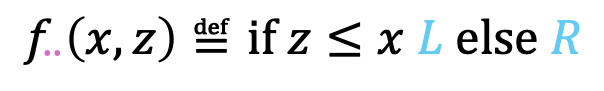 f..(x, z) ≝ if z ≤ x L else R